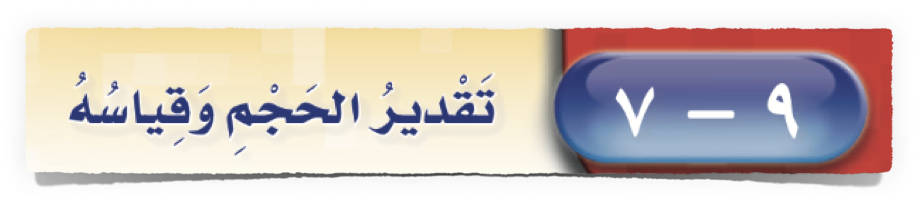 ٩ – ٧ تَقْديرُ الحَجْمِ وَقِياسُهُ